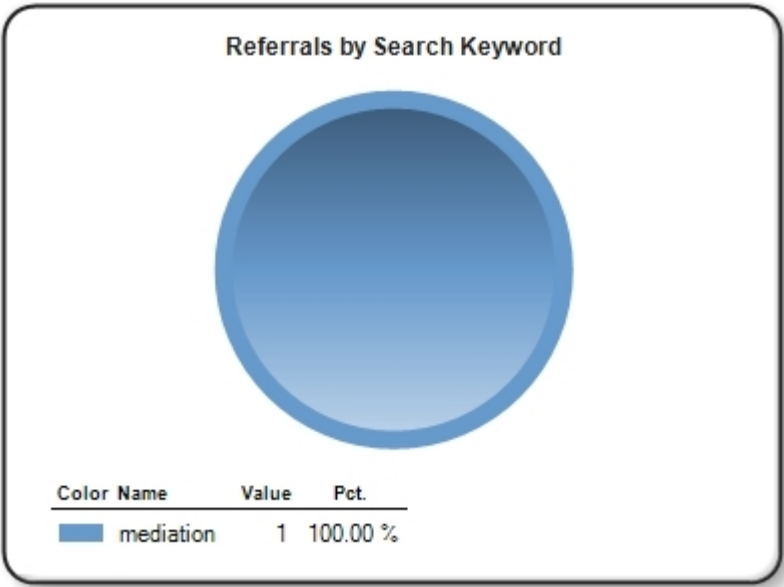 Referrals by Search Keyword
Color Name Value Pct.
mediation 1 100.00 %